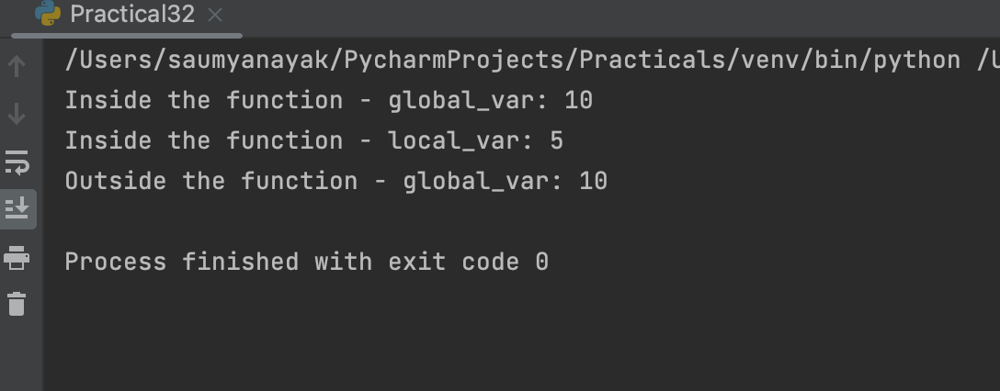 Practical32
/Users/saumyanayak/PycharmProjects/Practicals/venv/bin/python /U
Inside the function - global_var: 10
Inside the function - local_var: 5
Outside the function - global_var: 10
Process finished with exit code 0